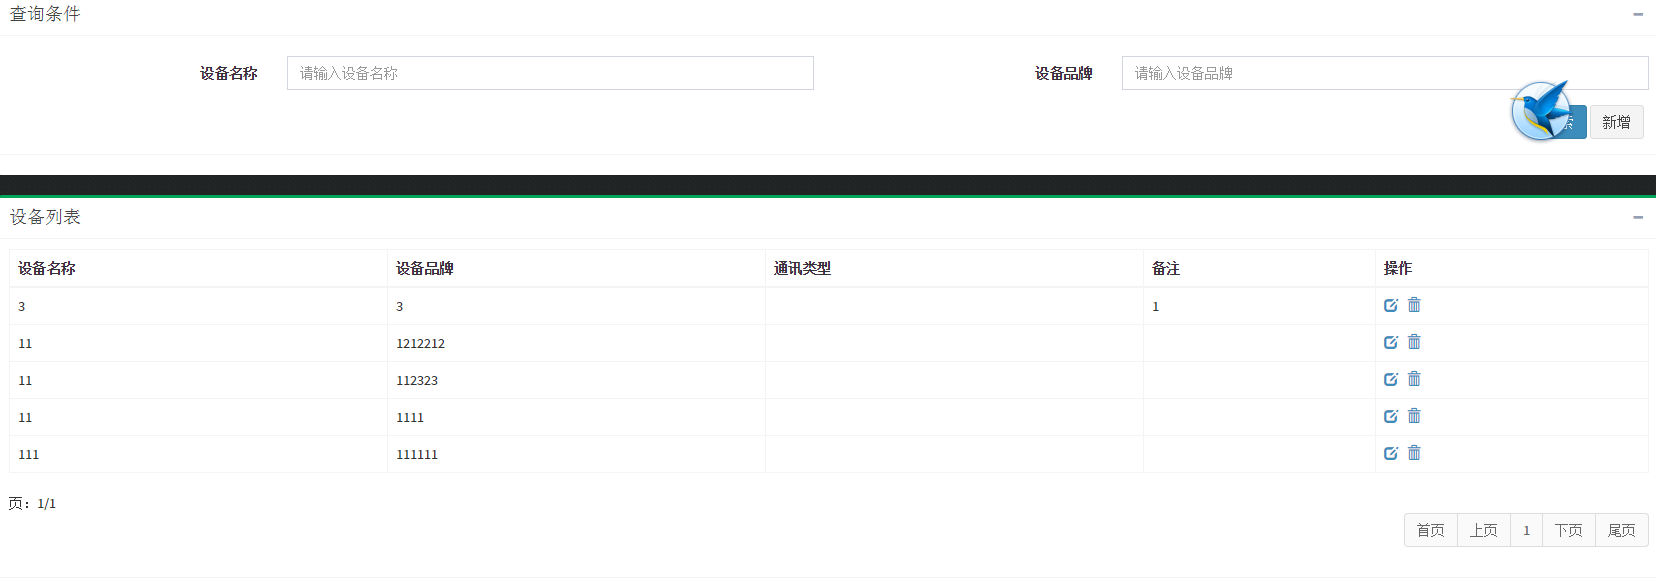 查询条件
设备名称 请输入设备名称 设备品牌 请输入设备品牌
新增
设备列表
设备名称 设备品牌 通讯类型 备注 操作
3 3 1
11 1212212
11 112323
11 1111
111 111111
页：1/1
首页 上页 1 下页 尾页